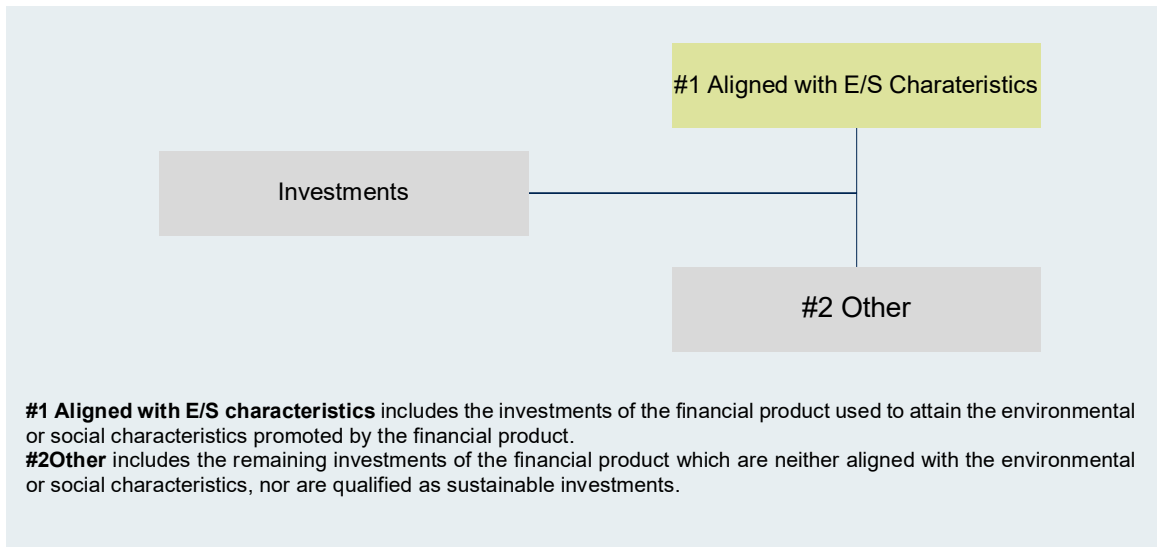 #1 Aligned with E/S Charateristics
Investments
#2 Other
#1 Aligned with E/S characteristics includes the investments of the financial product used to attain the environmental
or social characteristics promoted by the financial product.
#2Other includes the remaining investments of the financial product which are neither aligned with the environmental
or social characteristics, nor are qualified as sustainable investments.